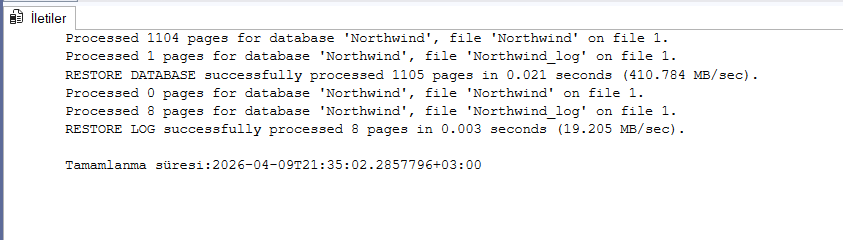 İletiler
Processed 1104 pages for database 'Northwind', file 'Northwind' on file 1.
Processed 1 pages for database 'Northwind', file 'Northwind_log' on file 1.
RESTORE DATABASE successfully processed 1105 pages in 0.021 seconds (410.784 MB/sec).
Processed 0 pages for database 'Northwind', file 'Northwind' on file 1.
Processed 8 pages for database 'Northwind', file 'Northwind_log' on file 1.
RESTORE LOG successfully processed 8 pages in 0.003 seconds (19.205 MB/sec).
Tamamlanma süresi:2026-04-09T21:35:02.2857796+03:00